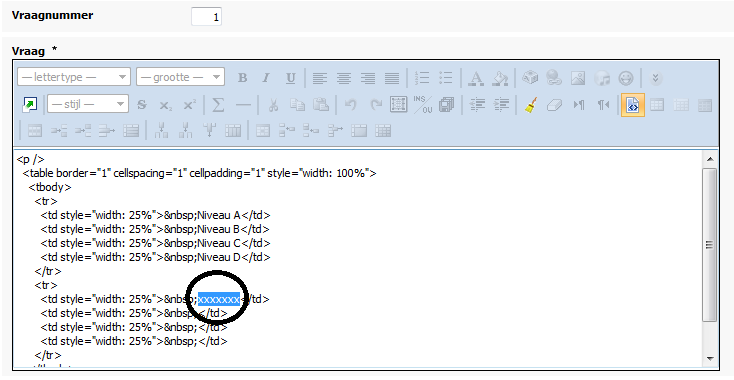 Vraagnummer 1
Vraag *
— lettertype — — grootte — B I U
— stijl — S x₂ x² Σ — IMS/OU
<p />
<table border="1" cellspacing="1" cellpadding="1" style="width: 100%">
<tbody>
<tr>
<td style="width: 25%">&nbsp;Niveau A</td>
<td style="width: 25%">&nbsp;Niveau B</td>
<td style="width: 25%">&nbsp;Niveau C</td>
<td style="width: 25%">&nbsp;Niveau D</td>
</tr>
<tr>
<td style="width: 25%">&nbsp;xxxxxxx</td>
<td style="width: 25%">&nbsp;</td>
<td style="width: 25%">&nbsp;</td>
<td style="width: 25%">&nbsp;</td>
</tr>